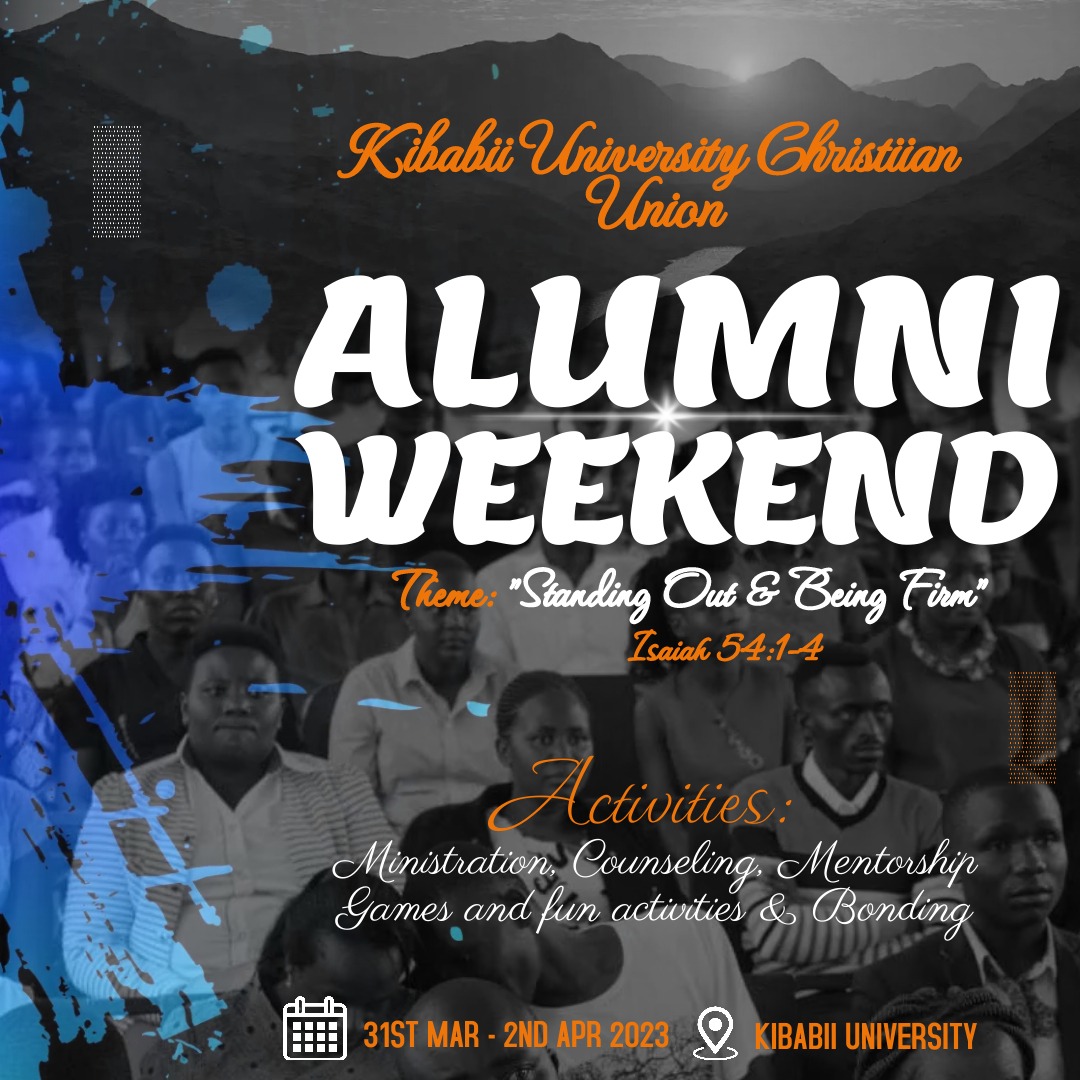 Kibabii University Christiian
Union
ALUMNI
WEEKEND
Theme: "Standing Out & Being Firm"
Isaiah 54:1-4
Activities:
Ministration, Counseling, Mentorship
Games and fun activities & Bonding
31ST MAR - 2ND APR 2023 KIBABII UNIVERSITY